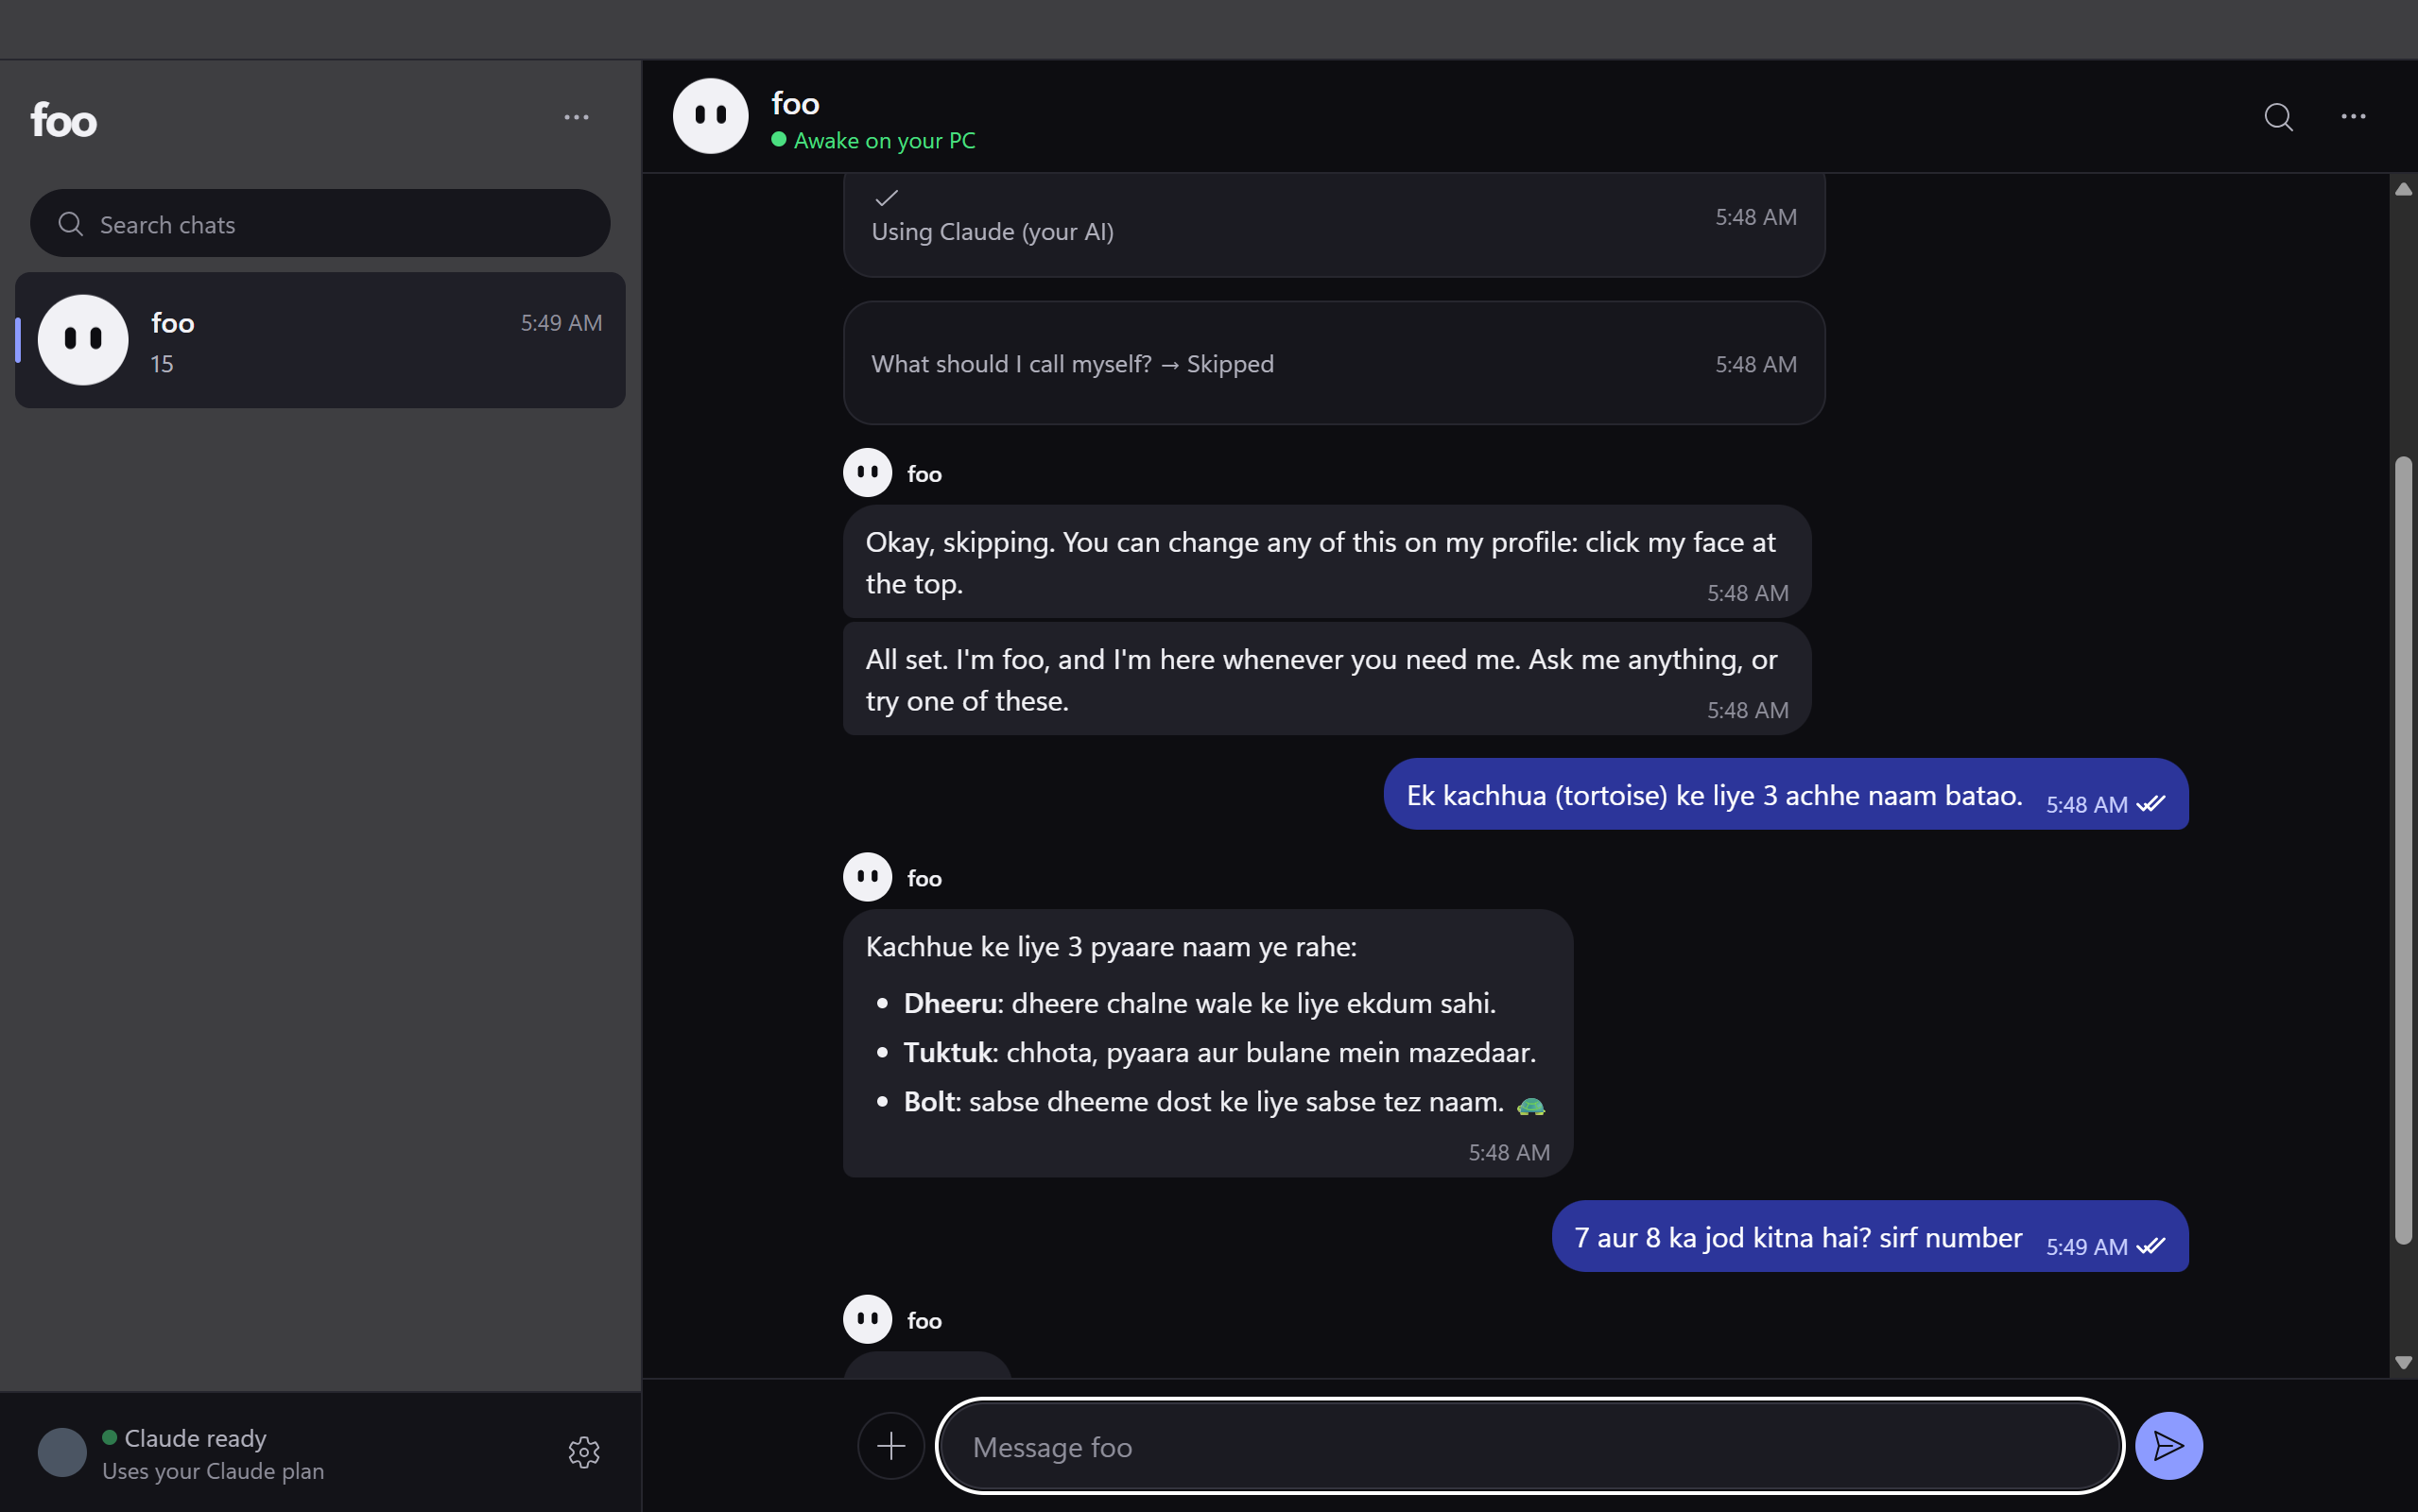 foo
Search chats
foo
5:49 AM
15
Claude ready
Uses your Claude plan
foo
Awake on your PC
Using Claude (your AI)
5:48 AM
What should I call myself? → Skipped
5:48 AM
foo
Okay, skipping. You can change any of this on my profile: click my face at
the top.
5:48 AM
All set. I'm foo, and I'm here whenever you need me. Ask me anything, or
try one of these.
5:48 AM
Ek kachhua (tortoise) ke liye 3 achhe naam batao.
5:48 AM
foo
Kachhue ke liye 3 pyaare naam ye rahe:
• Dheeru: dheere chalne wale ke liye ekdum sahi.
• Tuktuk: chhota, pyaara aur bulane mein mazedaar.
• Bolt: sabse dheeme dost ke liye sabse tez naam. 🐢
5:48 AM
7 aur 8 ka jod kitna hai? sirf number
5:49 AM
foo
Message foo